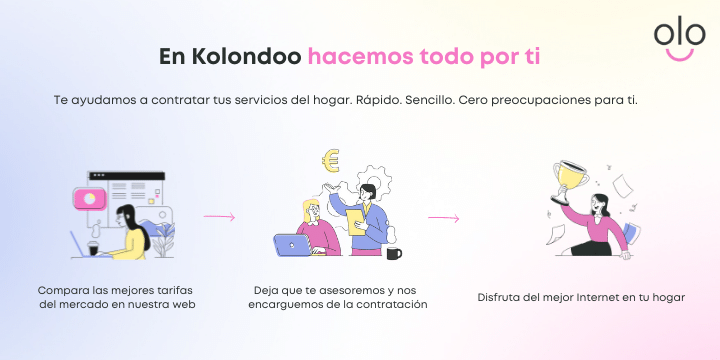 olo
En Kolondoo hacemos todo por ti
Te ayudamos a contratar tus servicios del hogar. Rápido. Sencillo. Cero preocupaciones para ti.
€
Compara las mejores tarifas
del mercado en nuestra web
Deja que te asesoremos y nos
encarguemos de la contratación
Disfruta del mejor Internet en tu hogar